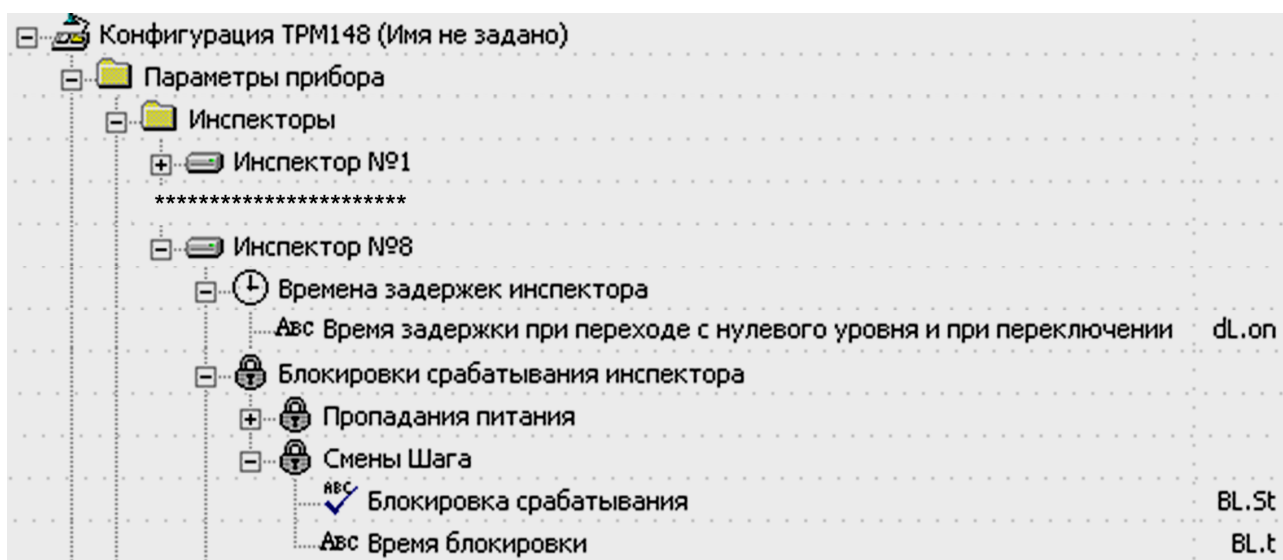 Конфигурация ТРМ148 (Имя не задано)
Параметры прибора
Инспекторы
Инспектор №1
***********************
Инспектор №8
Времена задержек инспектора
Авс Время задержки при переходе с нулевого уровня и при переключении dL.on
Блокировки срабатывания инспектора
Пропадания питания
Смены Шага
ABC Блокировка срабатывания BL.St
Авс Время блокировки BL.t